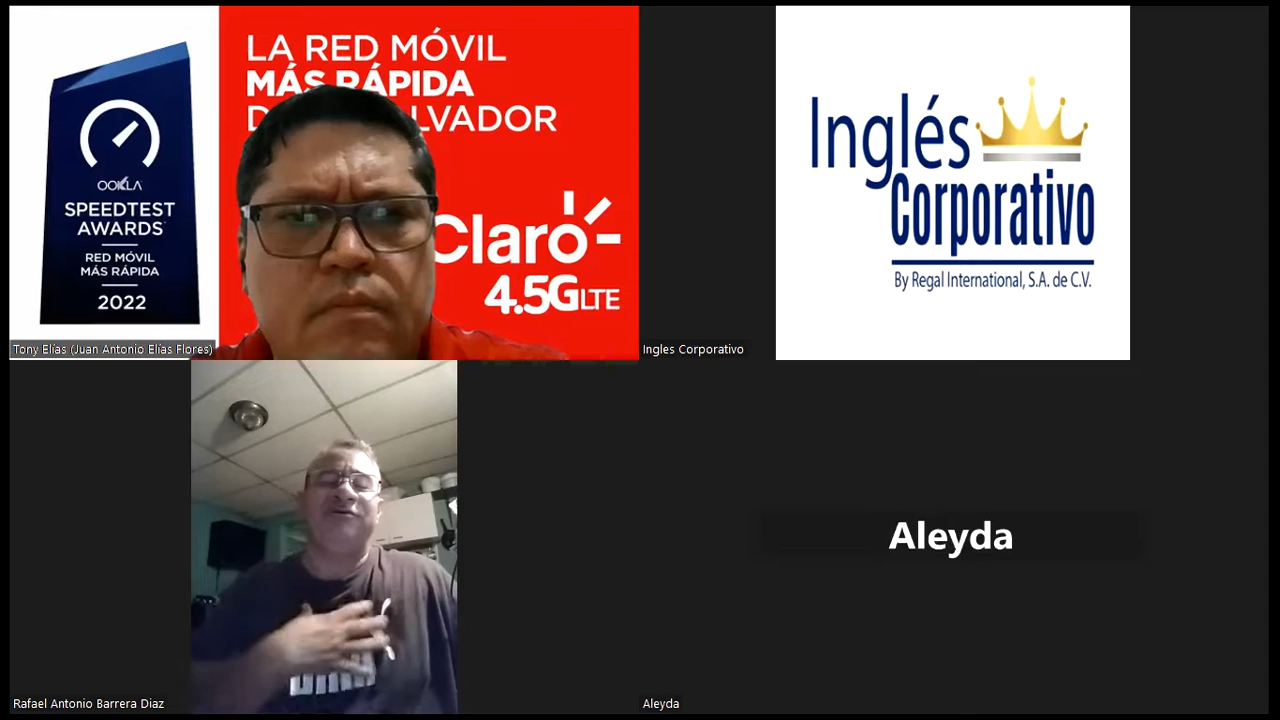 OOKLA
SPEEDTEST
AWARDS
RED MÓVIL
MÁS RÁPIDA
2022
LA RED MÓVIL
MÁS RÁPIDA
D LVADOR
Claro
4.5G LTE
Tony Elías (Juan Antonio Elías Flores)
Inglés
Corporativo
By Regal International, S.A. de C.V.
Ingles Corporativo
Rafael Antonio Barrera Diaz
Aleyda
Aleyda